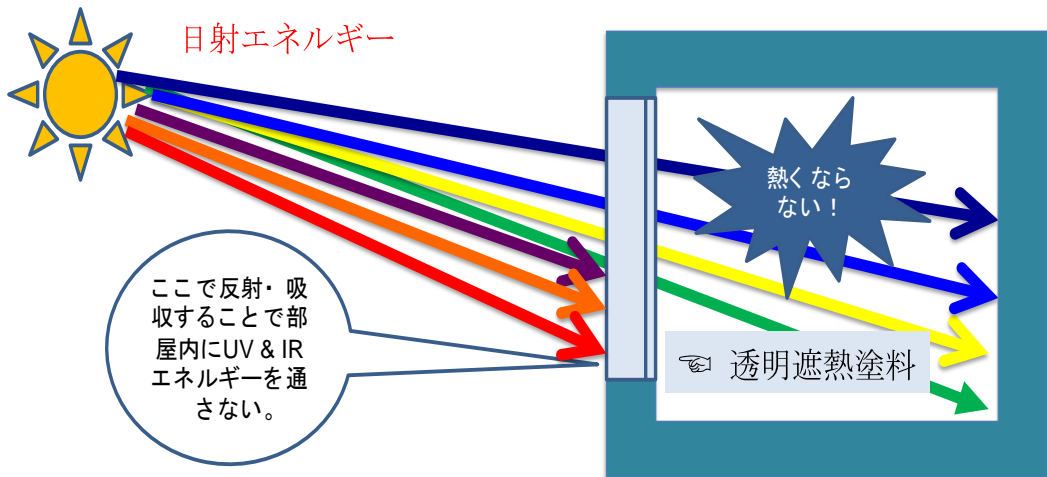 日射エネルギー
熱くなら
ない！
ここで反射・吸
収することで部
屋内にUV & IR
エネルギーを通
さない。
☜ 透明遮熱塗料